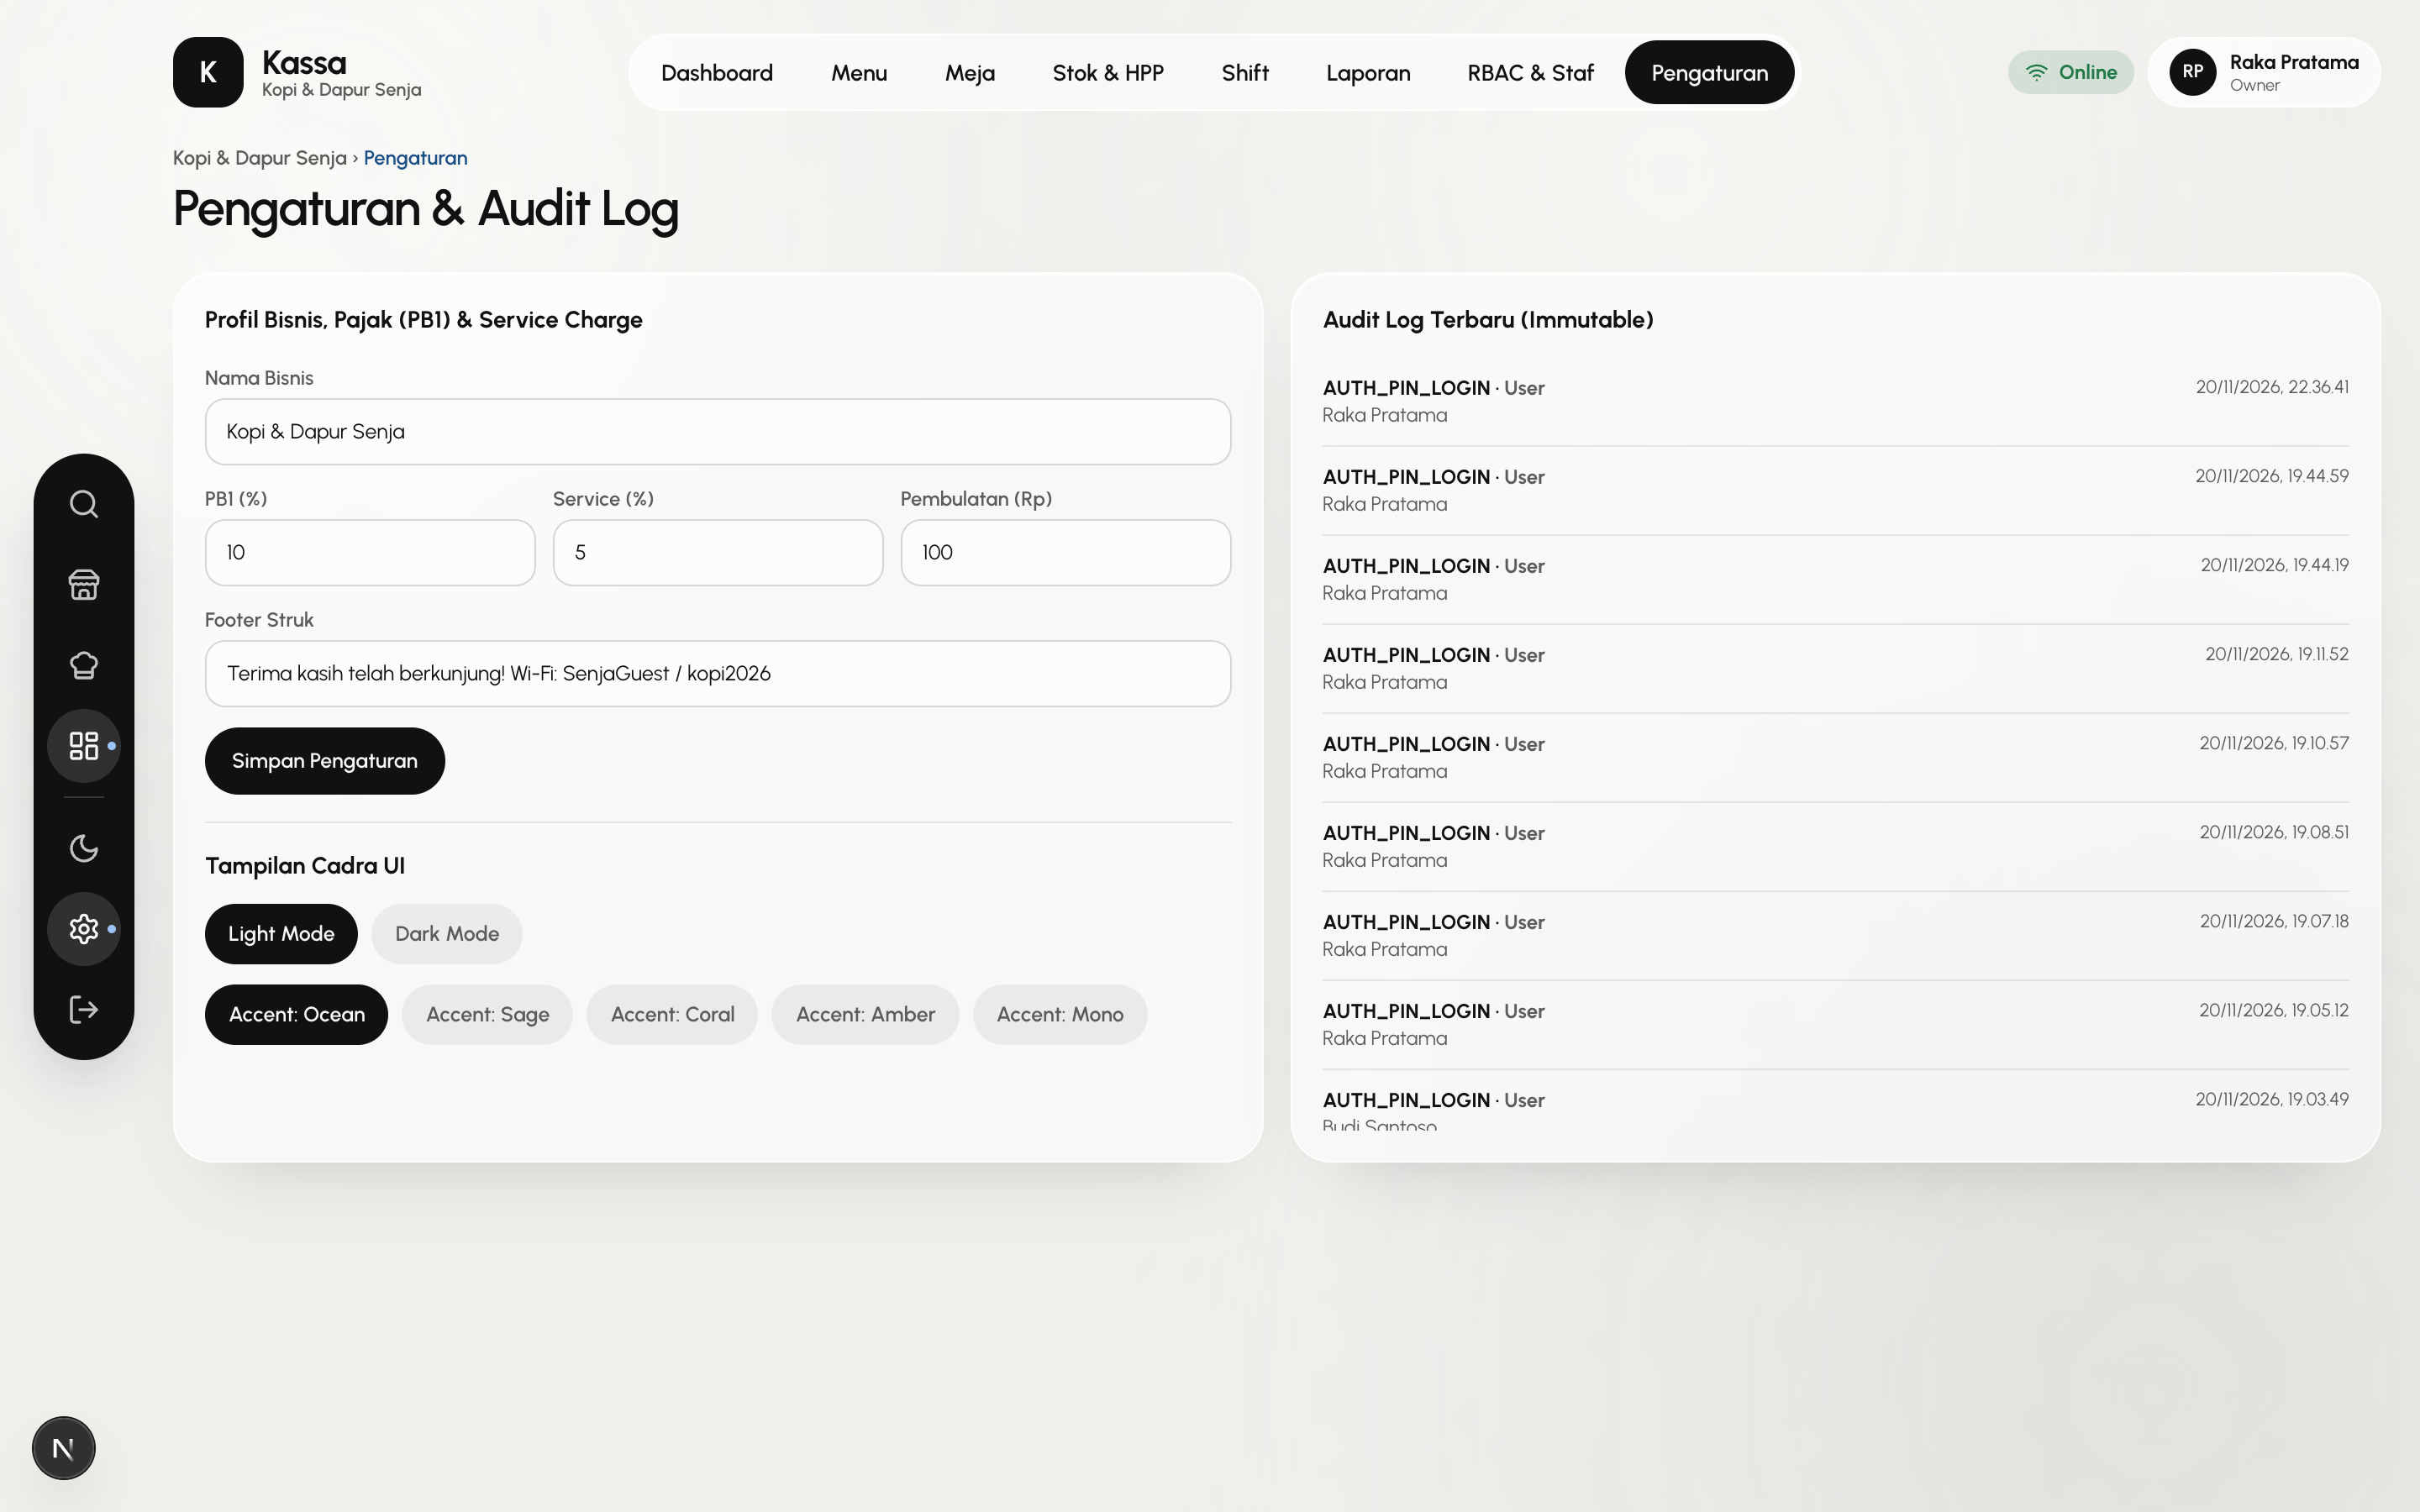 K
Kassa
Kopi & Dapur Senja
Dashboard
Menu
Meja
Stok & HPP
Shift
Laporan
RBAC & Staf
Pengaturan
Online
RP
Raka Pratama
Owner
Kopi & Dapur Senja › Pengaturan
Pengaturan & Audit Log
Profil Bisnis, Pajak (PB1) & Service Charge
Nama Bisnis
Kopi & Dapur Senja
PB1 (%)
Service (%)
Pembulatan (Rp)
10
5
100
Footer Struk
Terima kasih telah berkunjung! Wi-Fi: SenjaGuest / kopi2026
Simpan Pengaturan
Tampilan Cadra UI
Light Mode
Dark Mode
Accent: Ocean
Accent: Sage
Accent: Coral
Accent: Amber
Accent: Mono
Audit Log Terbaru (Immutable)
AUTH_PIN_LOGIN · User
20/11/2026, 22.36.41
Raka Pratama
AUTH_PIN_LOGIN · User
20/11/2026, 19.44.59
Raka Pratama
AUTH_PIN_LOGIN · User
20/11/2026, 19.44.19
Raka Pratama
AUTH_PIN_LOGIN · User
20/11/2026, 19.11.52
Raka Pratama
AUTH_PIN_LOGIN · User
20/11/2026, 19.10.57
Raka Pratama
AUTH_PIN_LOGIN · User
20/11/2026, 19.08.51
Raka Pratama
AUTH_PIN_LOGIN · User
20/11/2026, 19.07.18
Raka Pratama
AUTH_PIN_LOGIN · User
20/11/2026, 19.05.12
Raka Pratama
AUTH_PIN_LOGIN · User
20/11/2026, 19.03.49
Budi Santoso
N